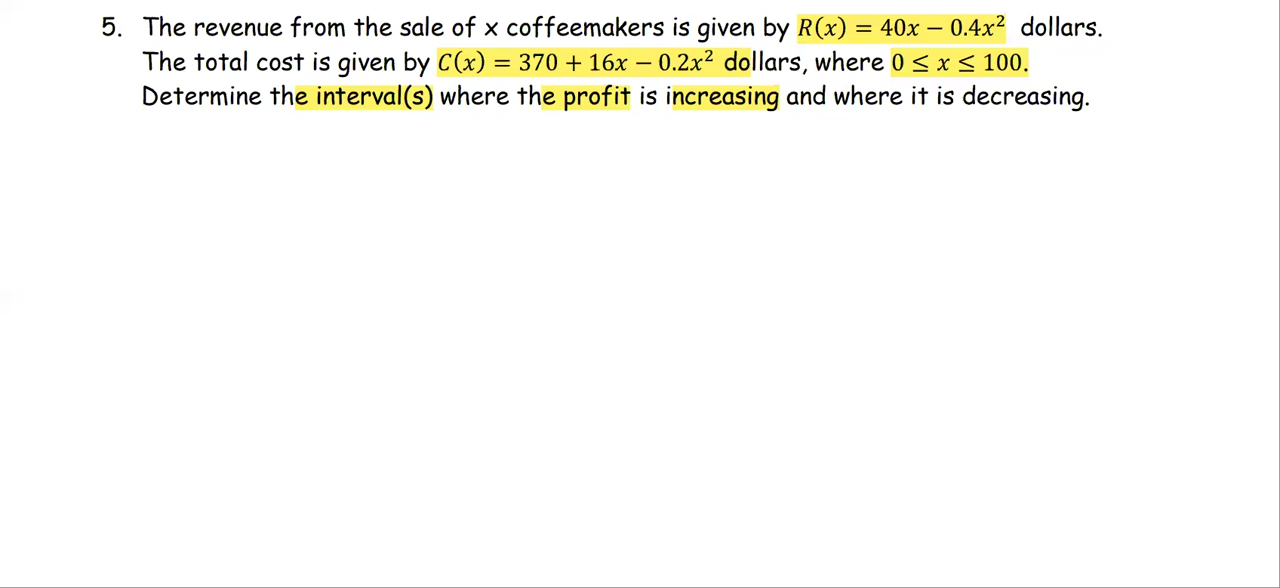 5. The revenue from the sale of x coffeemakers is given by R(x) = 40x − 0.4x² dollars.
The total cost is given by C(x) = 370 + 16x − 0.2x² dollars, where 0 ≤ x ≤ 100.
Determine the interval(s) where the profit is increasing and where it is decreasing.